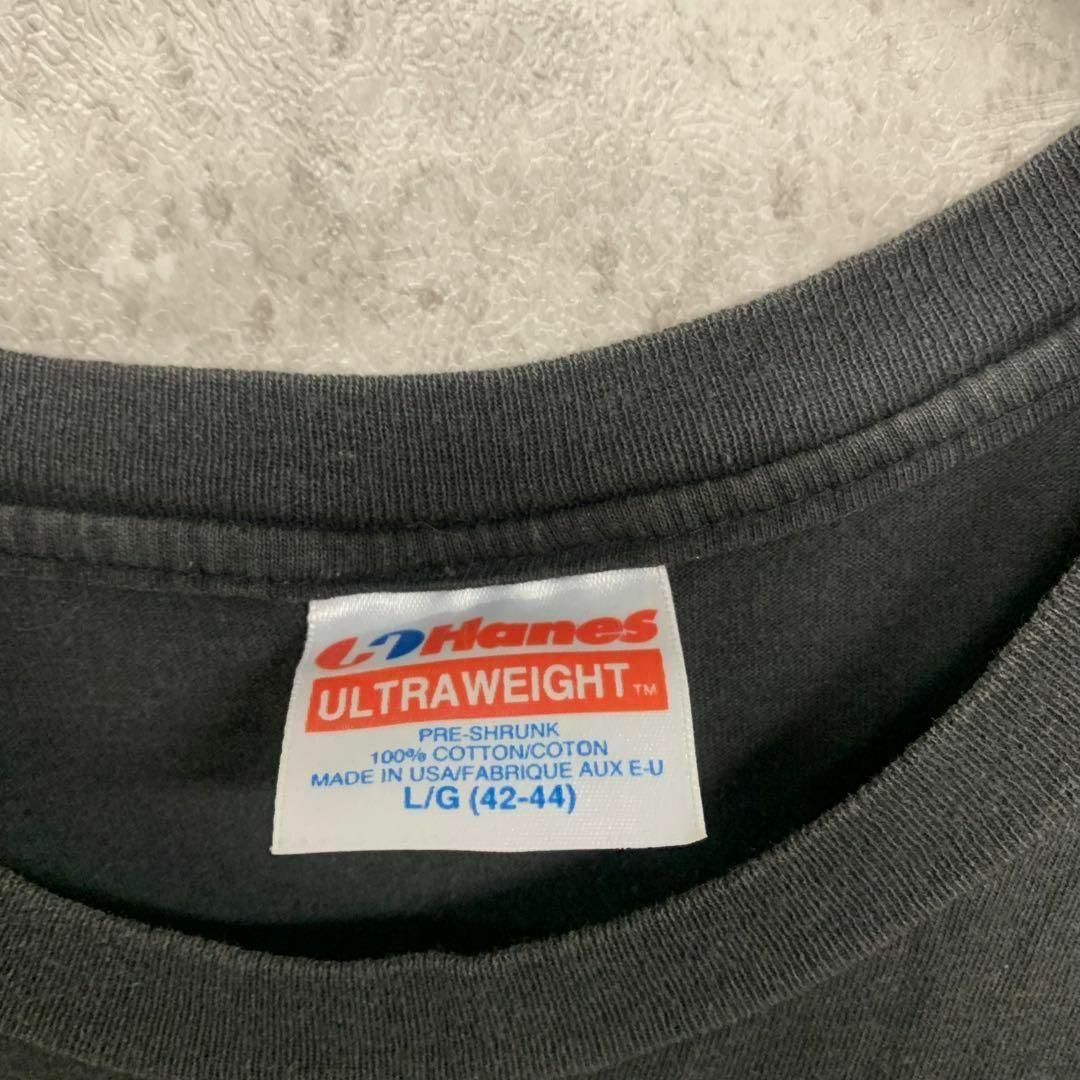 Hanes
ULTRAWEIGHT™
PRE-SHRUNK
100% COTTON/COTON
MADE IN USA/FABRIQUE AUX E-U
L/G (42-44)